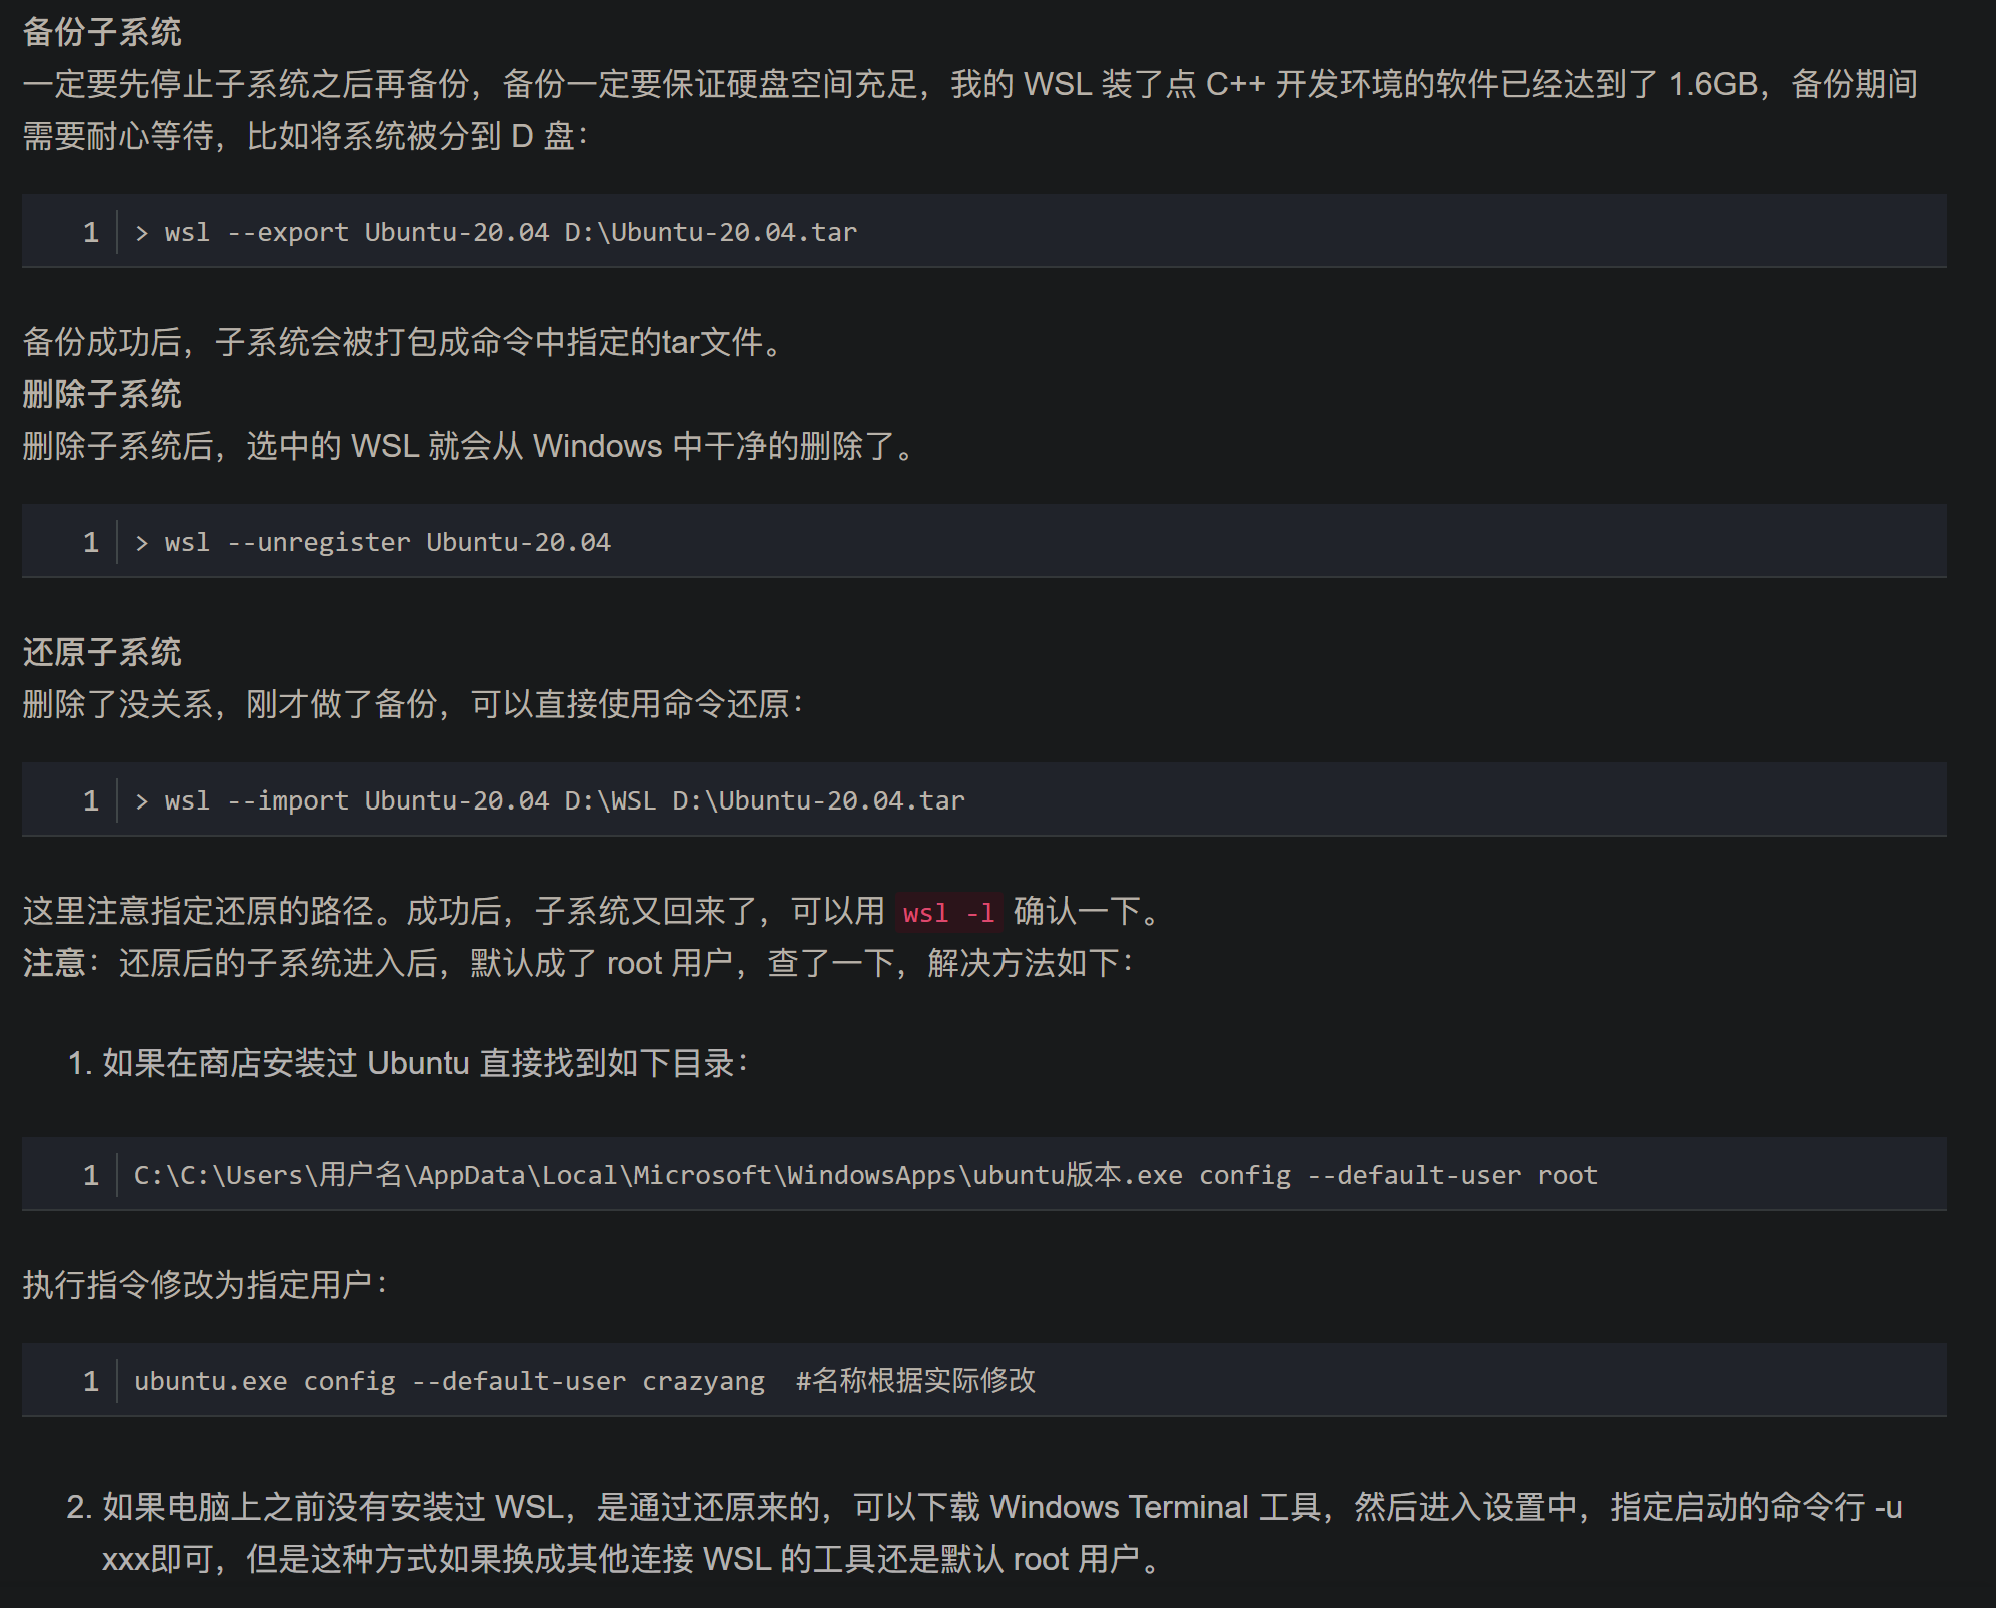 备份子系统
一定要先停止子系统之后再备份，备份一定要保证硬盘空间充足，我的 WSL 装了点 C++ 开发环境的软件已经达到了 1.6GB，备份期间
需要耐心等待，比如将系统被分到 D 盘：
1 > wsl --export Ubuntu-20.04 D:\Ubuntu-20.04.tar
备份成功后，子系统会被打包成命令中指定的tar文件。
删除子系统
删除子系统后，选中的 WSL 就会从 Windows 中干净的删除了。
1 > wsl --unregister Ubuntu-20.04
还原子系统
删除了没关系，刚才做了备份，可以直接使用命令还原：
1 > wsl --import Ubuntu-20.04 D:\WSL D:\Ubuntu-20.04.tar
这里注意指定还原的路径。成功后，子系统又回来了，可以用 wsl -l 确认一下。
注意：还原后的子系统进入后，默认成了 root 用户，查了一下，解决方法如下：
1. 如果在商店安装过 Ubuntu 直接找到如下目录：
1 C:\C:\Users\用户名\AppData\Local\Microsoft\WindowsApps\ubuntu版本.exe config --default-user root
执行指令修改为指定用户：
1 ubuntu.exe config --default-user crazyang  #名称根据实际修改
2. 如果电脑上之前没有安装过 WSL，是通过还原来的，可以下载 Windows Terminal 工具，然后进入设置中，指定启动的命令行 -u
xxx即可，但是这种方式如果换成其他连接 WSL 的工具还是默认 root 用户。